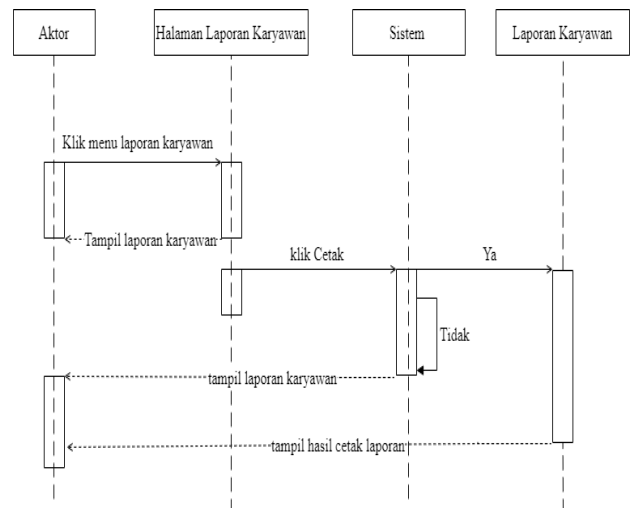 Aktor
Halaman Laporan Karyawan
Sistem
Laporan Karyawan
Klik menu laporan karyawan
Tampil laporan karyawan
klik Cetak
Ya
Tidak
tampil laporan karyawan
tampil hasil cetak laporan